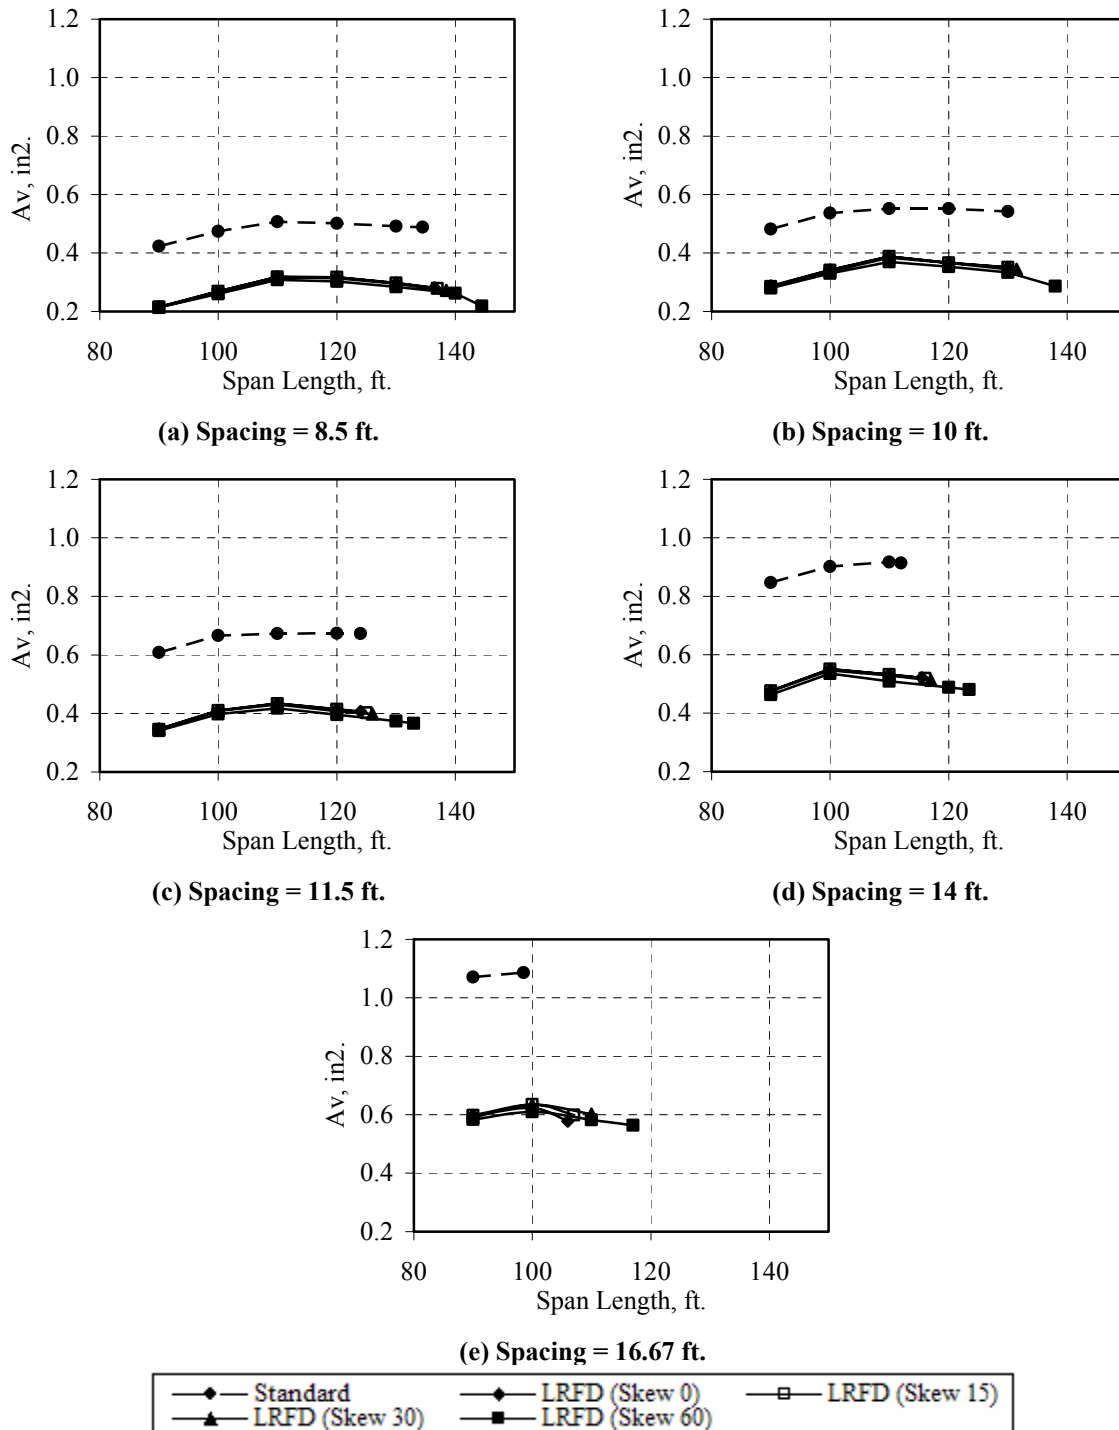 1.2 1.2
1.0 1.0
0.8 0.8
0.6 0.6
0.4 0.4
0.2 0.2
Av, in2. Av, in2.
80 100 120 140 80 100 120 140
Span Length, ft. Span Length, ft.
(a) Spacing = 8.5 ft. (b) Spacing = 10 ft.
1.2 1.2
1.0 1.0
0.8 0.8
0.6 0.6
0.4 0.4
0.2 0.2
Av, in2. Av, in2.
80 100 120 140 80 100 120 140
Span Length, ft. Span Length, ft.
(c) Spacing = 11.5 ft. (d) Spacing = 14 ft.
1.2
1.0
0.8
0.6
0.4
0.2
Av, in2.
80 100 120 140
Span Length, ft.
(e) Spacing = 16.67 ft.
Standard LRFD (Skew 0) LRFD (Skew 15)
LRFD (Skew 30) LRFD (Skew 60)